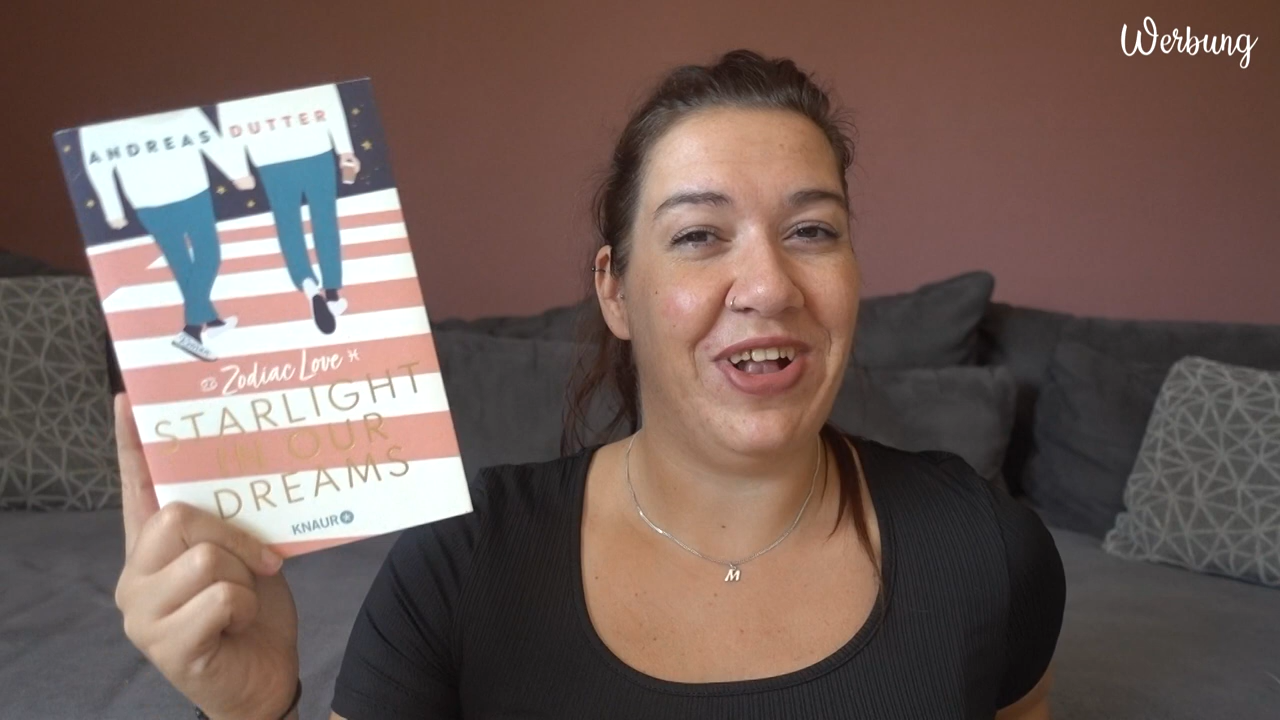 Werbung
ANDREAS DUTTER
Zodiac Love
STARLIGHT
IN OUR
DREAMS
KNAUR
M